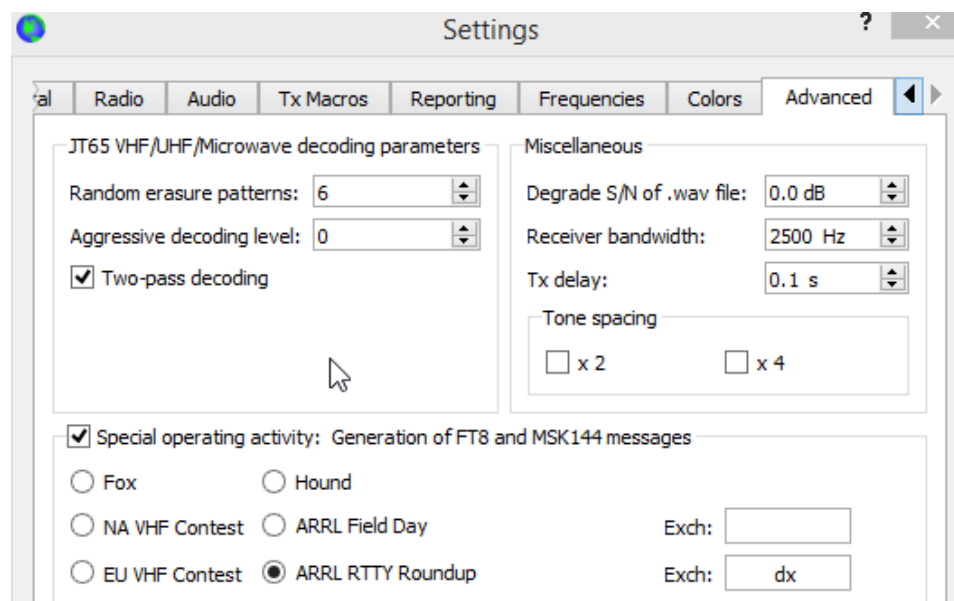 Settings
?
al
Radio
Audio
Tx Macros
Reporting
Frequencies
Colors
Advanced
JT65 VHF/UHF/Microwave decoding parameters
Random erasure patterns: 6
Aggressive decoding level: 0
Two-pass decoding
Miscellaneous
Degrade S/N of .wav file: 0.0 dB
Receiver bandwidth: 2500 Hz
Tx delay: 0.1 s
Tone spacing
x 2
x 4
Special operating activity: Generation of FT8 and MSK144 messages
Fox
Hound
NA VHF Contest
ARRL Field Day
Exch:
EU VHF Contest
ARRL RTTY Roundup
Exch: dx